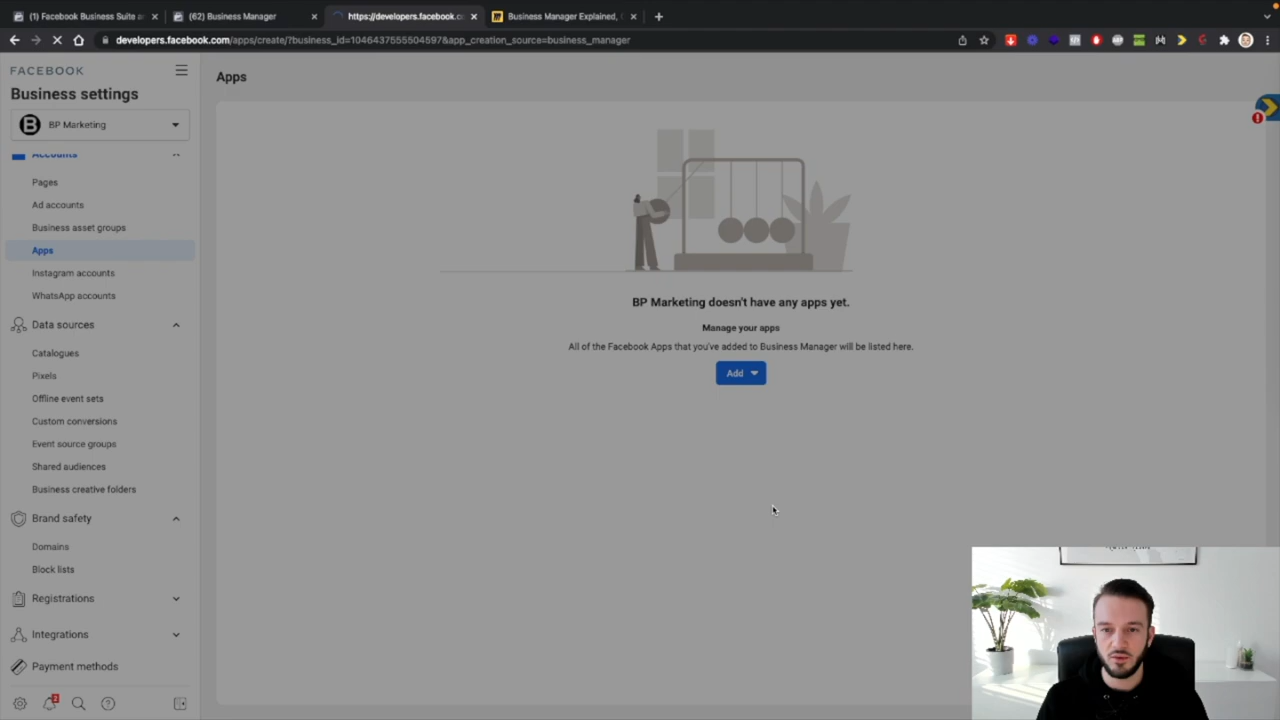 (1) Facebook Business Suite a
(62) Business Manager
https://developers.facebook.c
Business Manager Explained,
developers.facebook.com/apps/create/?business_id=1046437555504597&app_creation_source=business_manager
FACEBOOK
Business settings
B
BP Marketing
Accounts
Pages
Ad accounts
Business asset groups
Apps
Instagram accounts
WhatsApp accounts
Data sources
Catalogues
Pixels
Offline event sets
Custom conversions
Event source groups
Shared audiences
Business creative folders
Brand safety
Domains
Block lists
Registrations
Integrations
Payment methods
2
Apps
BP Marketing doesn't have any apps yet.
Manage your apps
All of the Facebook Apps that you've added to Business Manager will be listed here.
Add